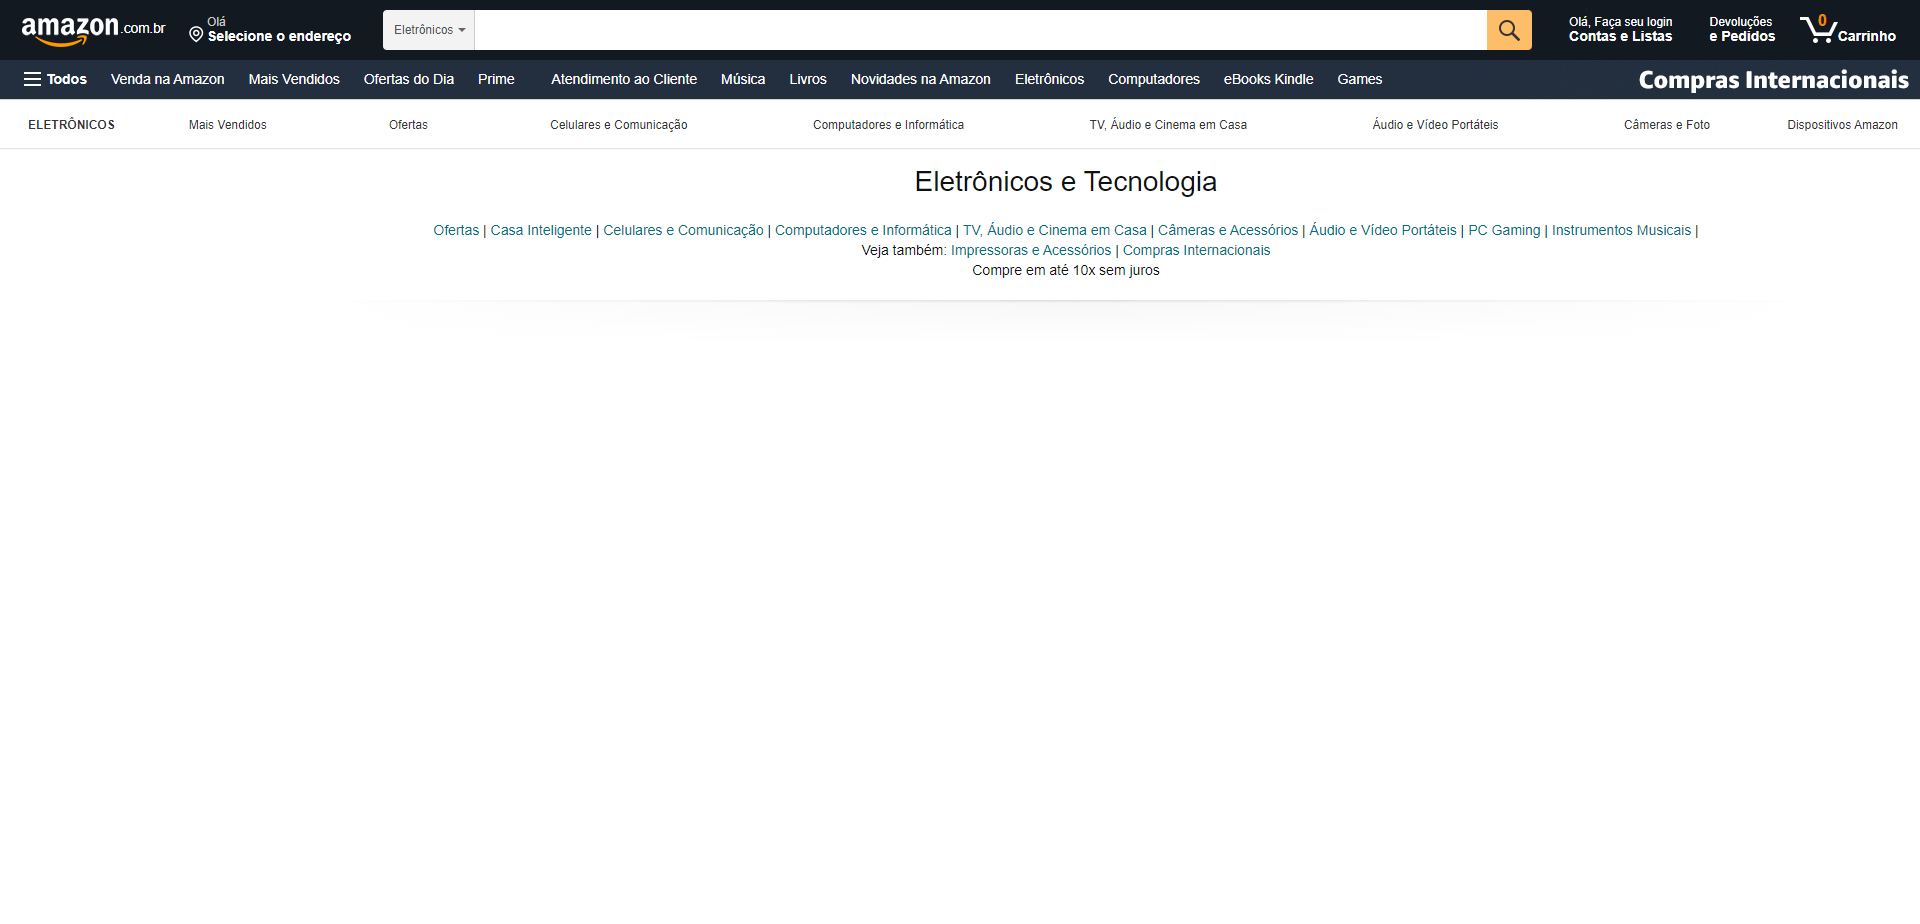 amazon.com.br
Olá
Selecione o endereço
Eletrônicos
Olá, Faça seu login
Contas e Listas
Devoluções
e Pedidos
0
Carrinho
Todos Venda na Amazon Mais Vendidos Ofertas do Dia Prime Atendimento ao Cliente Música Livros Novidades na Amazon Eletrônicos Computadores eBooks Kindle Games Compras Internacionais
ELETRÔNICOS Mais Vendidos Ofertas Celulares e Comunicação Computadores e Informática TV, Áudio e Cinema em Casa Áudio e Vídeo Portáteis Câmeras e Foto Dispositivos Amazon
Eletrônicos e Tecnologia
Ofertas | Casa Inteligente | Celulares e Comunicação | Computadores e Informática | TV, Áudio e Cinema em Casa | Câmeras e Acessórios | Áudio e Vídeo Portáteis | PC Gaming | Instrumentos Musicais |
Veja também: Impressoras e Acessórios | Compras Internacionais
Compre em até 10x sem juros